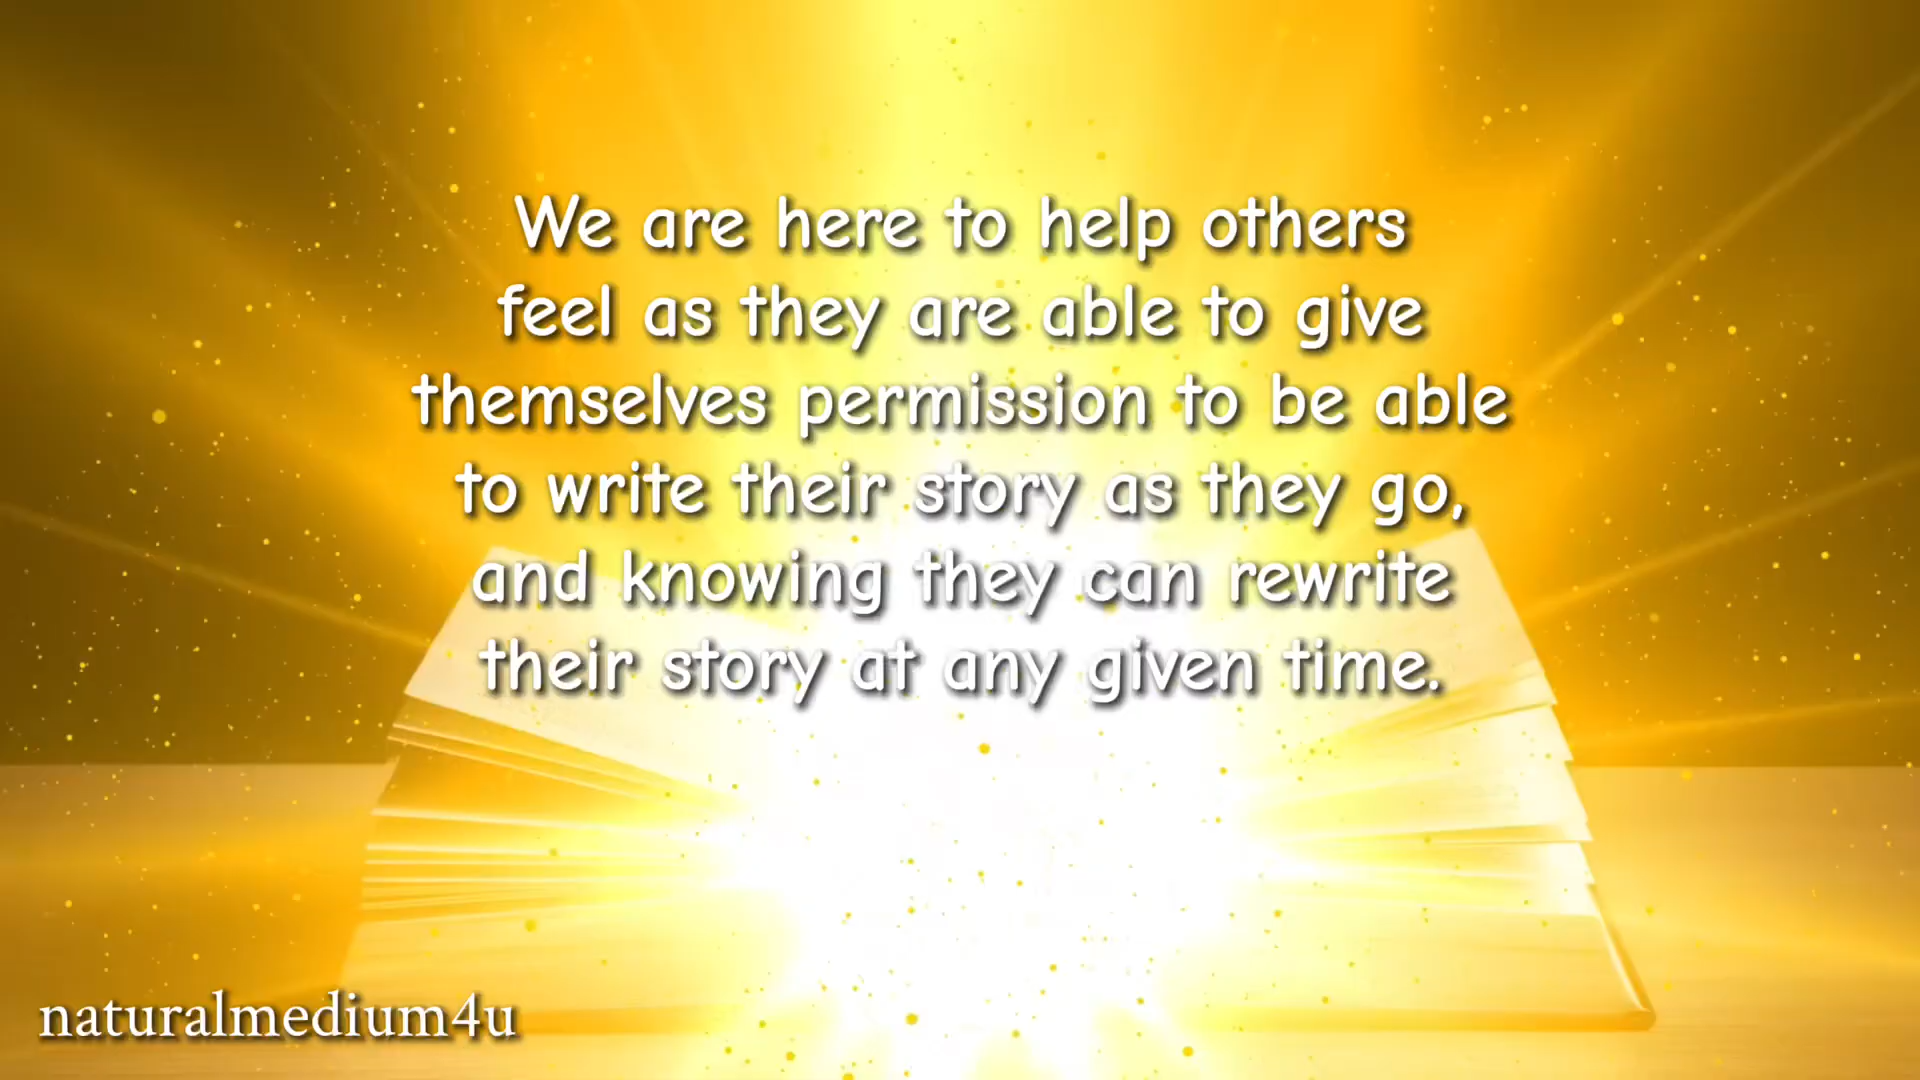 We are here to help others
feel as they are able to give
themselves permission to be able
to write their story as they go,
and knowing they can rewrite
their story at any given time.
naturalmedium4u